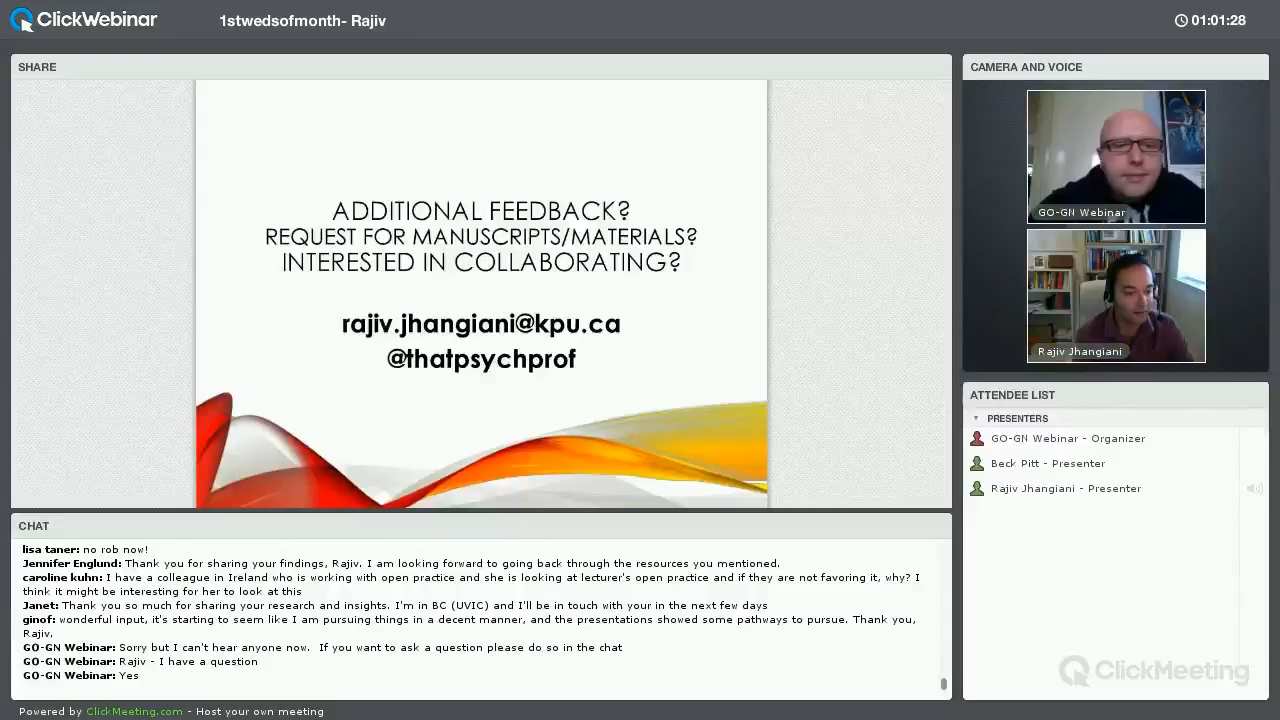 ClickWebinar
1stwedsofmonth- Rajiv
01:01:28
SHARE
ADDITIONAL FEEDBACK?
REQUEST FOR MANUSCRIPTS/MATERIALS?
INTERESTED IN COLLABORATING?
rajiv.jhangiani@kpu.ca
@thatpsychprof
CAMERA AND VOICE
GO-GN Webinar
Rajiv Jhangiani
ATTENDEE LIST
PRESENTERS
GO-GN Webinar - Organizer
Beck Pitt - Presenter
Rajiv Jhangiani - Presenter
CHAT
lisa taner: no rob now!
Jennifer Englund: Thank you for sharing your findings, Rajiv. I am looking forward to going back through the resources you mentioned.
caroline kuhn: I have a colleague in Ireland who is working with open practice and she is looking at lecturer's open practice and if they are not favoring it, why? I
think it might be interesting for her to look at this
Janet: Thank you so much for sharing your research and insights. I'm in BC (UVIC) and I'll be in touch with your in the next few days
ginof: wonderful input, it's starting to seem like I am pursuing things in a decent manner, and the presentations showed some pathways to pursue. Thank you,
Rajiv.
GO-GN Webinar: Sorry but I can't hear anyone now.  If you want to ask a question please do so in the chat
GO-GN Webinar: Rajiv - I have a question
GO-GN Webinar: Yes
ClickMeeting
Powered by ClickMeeting.com - Host your own meeting